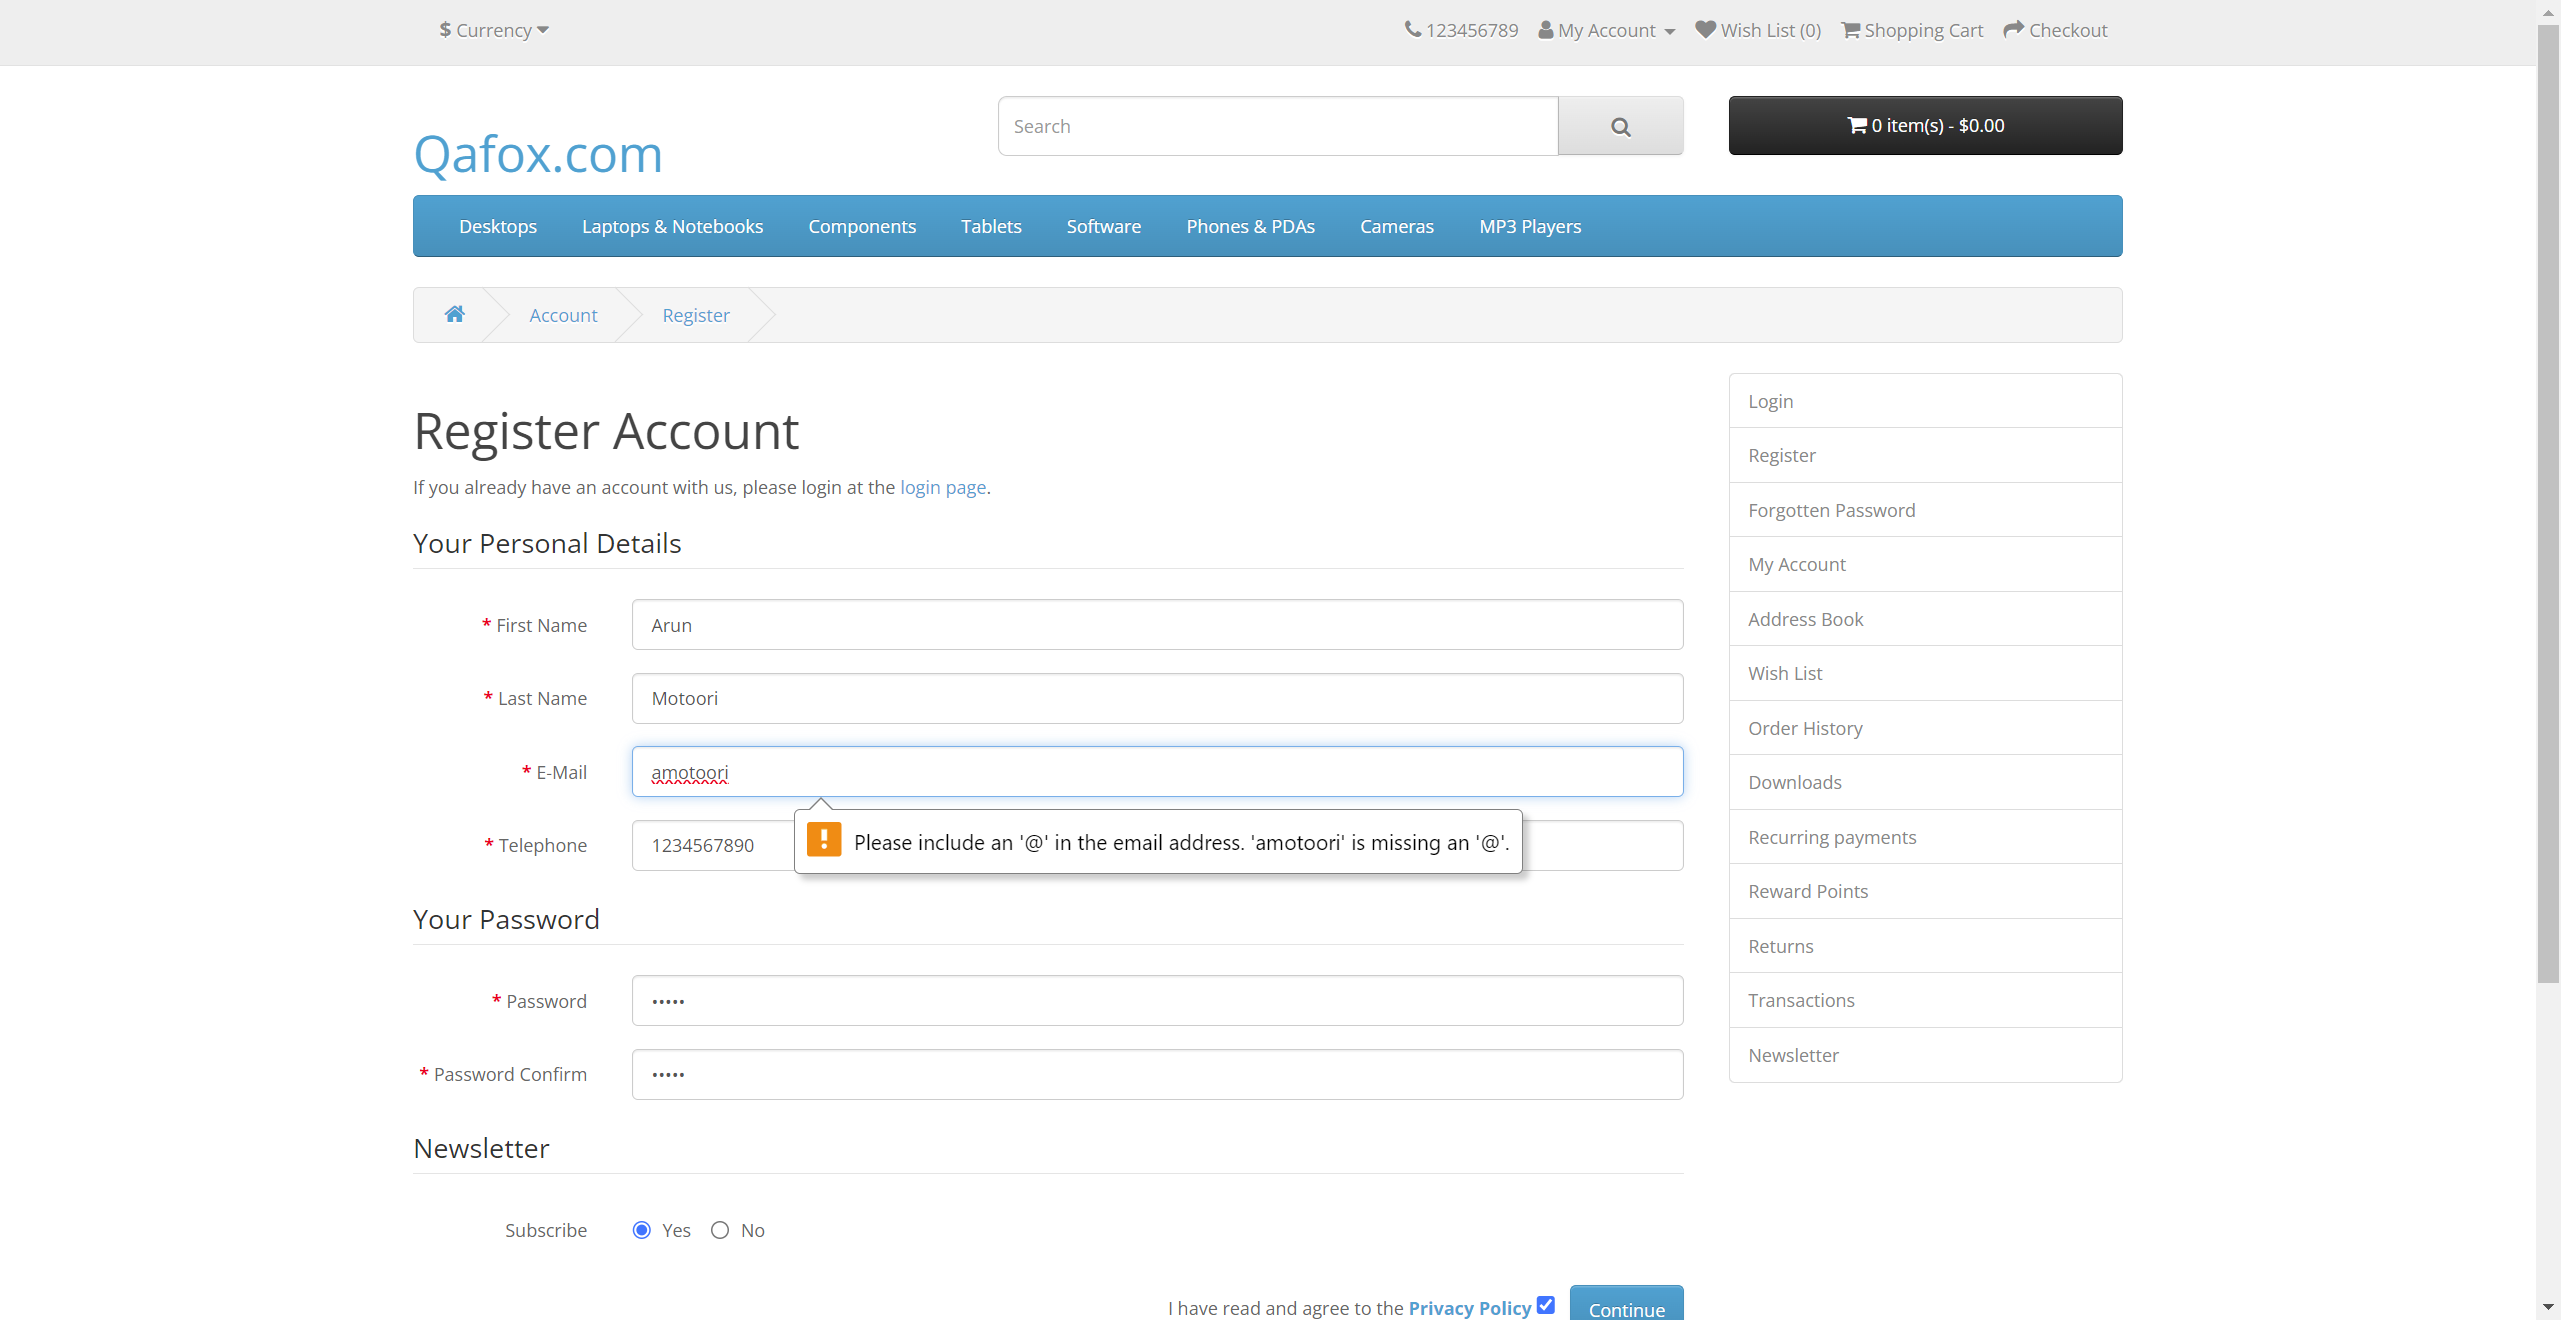 $ Currency
123456789 My Account Wish List (0) Shopping Cart Checkout
Qafox.com
Search
0 item(s) - $0.00
Desktops Laptops & Notebooks Components Tablets Software Phones & PDAs Cameras MP3 Players
Account Register
Register Account
If you already have an account with us, please login at the login page.
Your Personal Details
* First Name Arun
* Last Name Motoori
* E-Mail amotoori
Please include an '@' in the email address. 'amotoori' is missing an '@'.
* Telephone 1234567890
Your Password
* Password •••••
* Password Confirm •••••
Newsletter
Subscribe Yes No
I have read and agree to the Privacy Policy Continue
Login
Register
Forgotten Password
My Account
Address Book
Wish List
Order History
Downloads
Recurring payments
Reward Points
Returns
Transactions
Newsletter